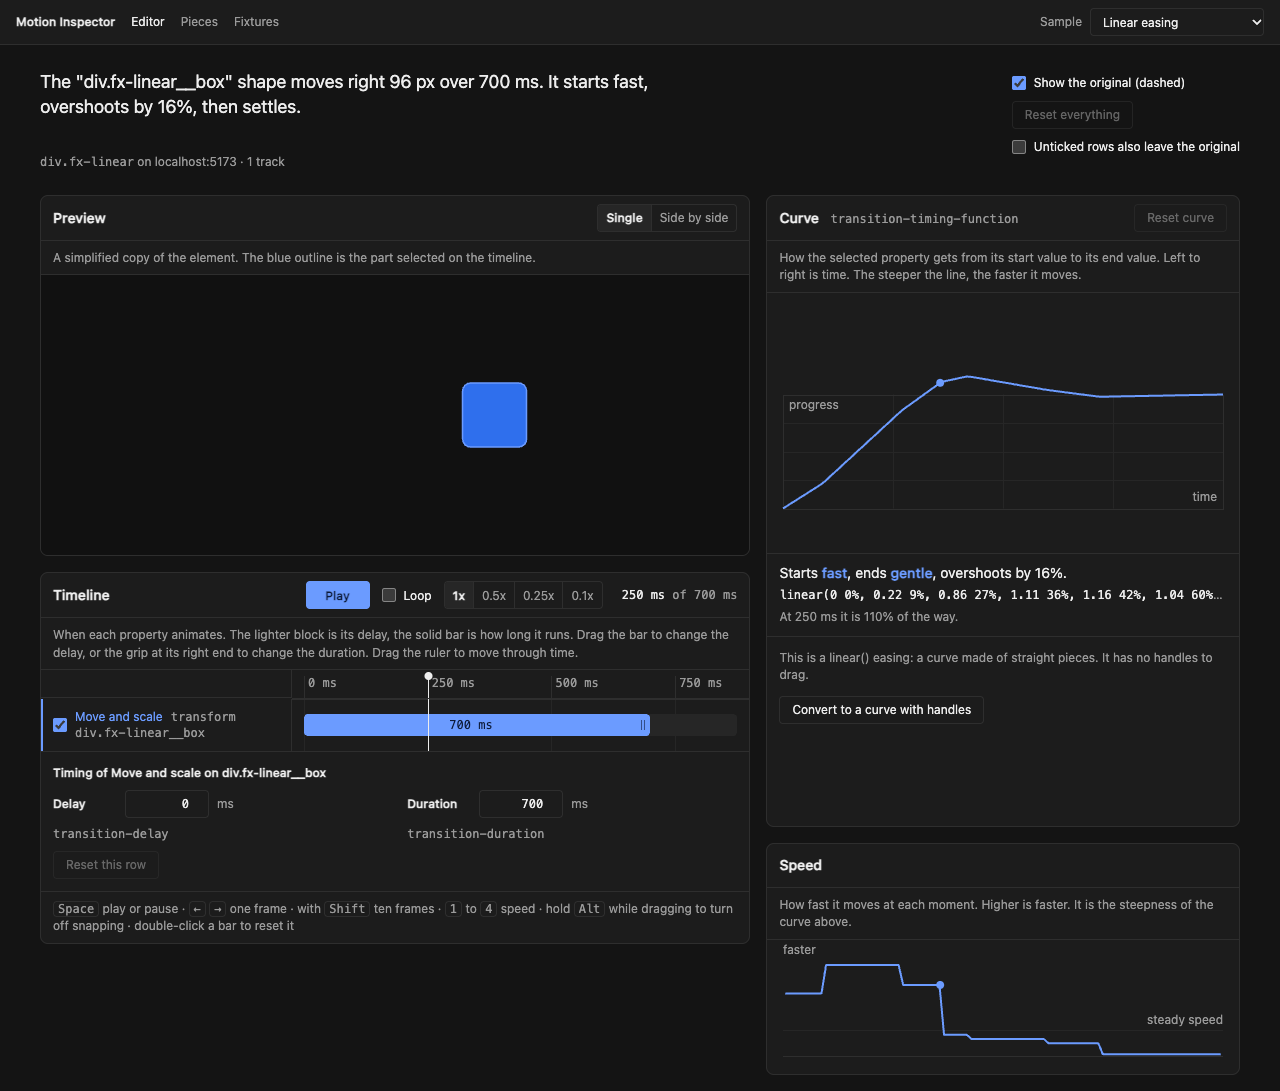 Motion Inspector Editor Pieces Fixtures Sample Linear easing
The "div.fx-linear__box" shape moves right 96 px over 700 ms. It starts fast,
overshoots by 16%, then settles.
Show the original (dashed)
Reset everything
Unticked rows also leave the original
div.fx-linear on localhost:5173 · 1 track
Preview Single Side by side
A simplified copy of the element. The blue outline is the part selected on the timeline.
Timeline Play Loop 1x 0.5x 0.25x 0.1x 250 ms of 700 ms
When each property animates. The lighter block is its delay, the solid bar is how long it runs. Drag the bar to change the
delay, or the grip at its right end to change the duration. Drag the ruler to move through time.
0 ms 250 ms 500 ms 750 ms
Move and scale transform
div.fx-linear__box
700 ms
Timing of Move and scale on div.fx-linear__box
Delay 0 ms Duration 700 ms
transition-delay transition-duration
Reset this row
Space play or pause · ← → one frame · with Shift ten frames · 1 to 4 speed · hold Alt while dragging to turn
off snapping · double-click a bar to reset it
Curve transition-timing-function Reset curve
How the selected property gets from its start value to its end value. Left to
right is time. The steeper the line, the faster it moves.
progress
time
Starts fast, ends gentle, overshoots by 16%.
linear(0 0%, 0.22 9%, 0.86 27%, 1.11 36%, 1.16 42%, 1.04 60%…
At 250 ms it is 110% of the way.
This is a linear() easing: a curve made of straight pieces. It has no handles to
drag.
Convert to a curve with handles
Speed
How fast it moves at each moment. Higher is faster. It is the steepness of the
curve above.
faster
steady speed